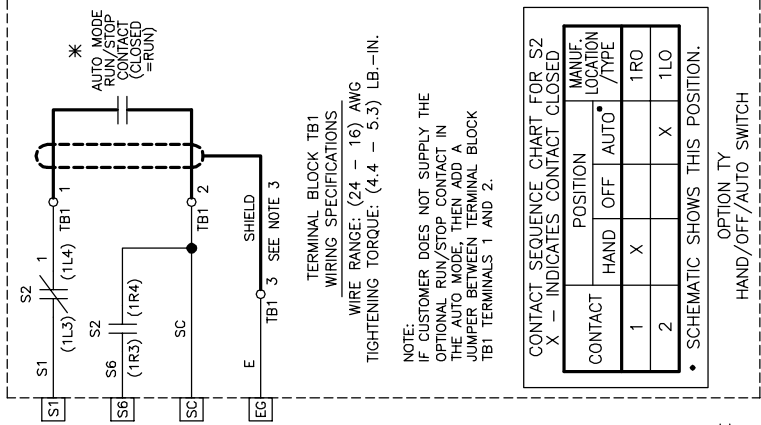 *
AUTO MODE
RUN/STOP
CONTACT
(CLOSED
=RUN)
S1
S1
S2
(1L3)
(1L4)
1
TB1
1
S6
S6
S2
(1R3)
(1R4)
SC
SC
TB1
2
EG
E
TB1
3
SHIELD
SEE NOTE 3
TERMINAL BLOCK TB1
WIRING SPECIFICATIONS
WIRE RANGE: (24 - 16) AWG
TIGHTENING TORQUE: (4.4 - 5.3) LB.-IN.
NOTE:
IF CUSTOMER DOES NOT SUPPLY THE
OPTIONAL RUN/STOP CONTACT IN
THE AUTO MODE, THEN ADD A
JUMPER BETWEEN TERMINAL BLOCK
TB1 TERMINALS 1 AND 2.
CONTACT SEQUENCE CHART FOR S2
X - INDICATES CONTACT CLOSED
CONTACT POSITION MANUF. LOCATION /TYPE
HAND OFF AUTO•
1 X 1RO
2 X 1LO
• SCHEMATIC SHOWS THIS POSITION.
OPTION TY
HAND/OFF/AUTO SWITCH